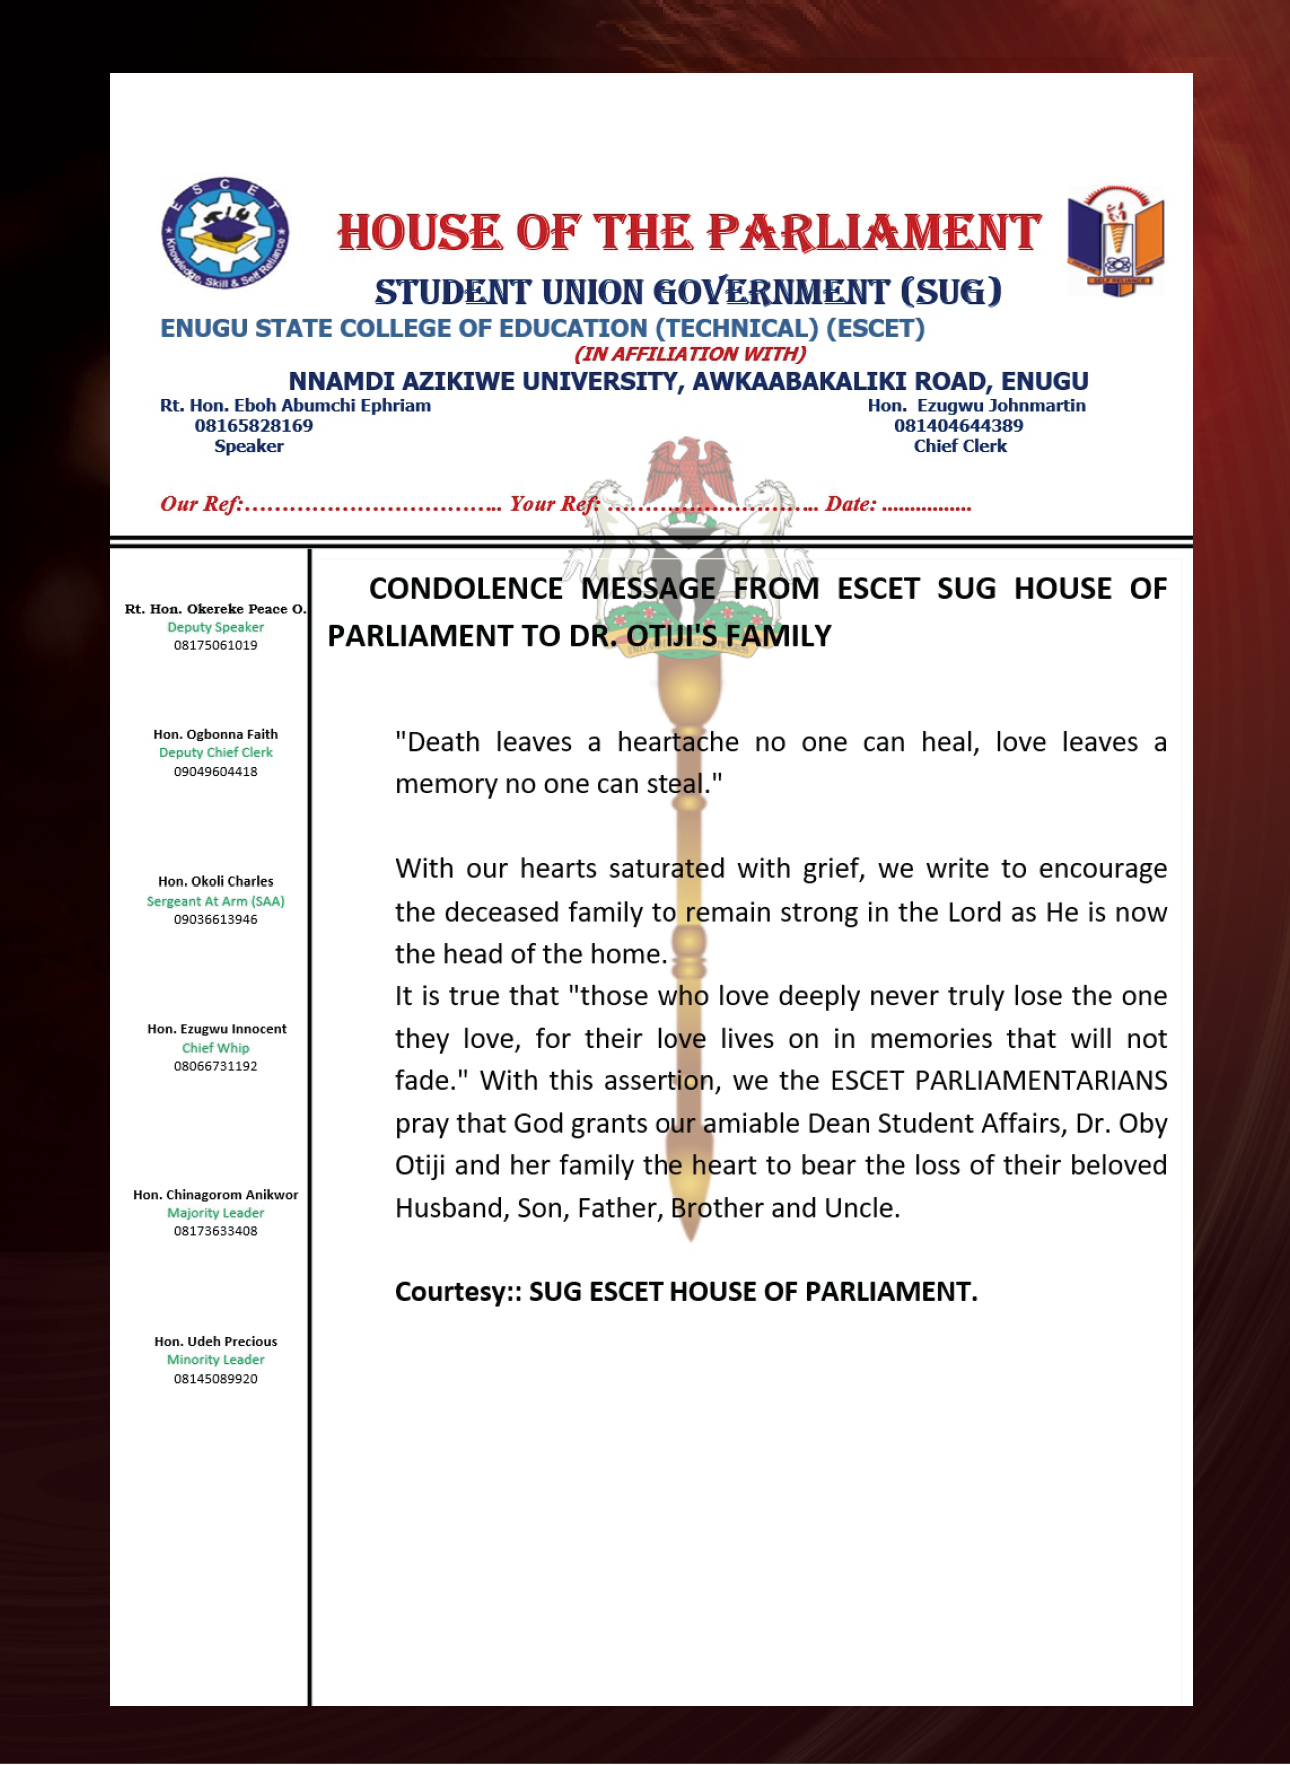 ESCET
Knowledge, Skill & Self Reliance
HOUSE OF THE PARLIAMENT
STUDENT UNION GOVERNMENT (SUG)
SELF RELIANCE
ENUGU STATE COLLEGE OF EDUCATION (TECHNICAL) (ESCET)
(IN AFFILIATION WITH)
NNAMDI AZIKIWE UNIVERSITY, AWKAABAKALIKI ROAD, ENUGU
Rt. Hon. Eboh Abumchi Ephriam
08165828169
Speaker
Hon. Ezugwu Johnmartin
081404644389
Chief Clerk
Our Ref:.................................. Your Ref: ............................ Date: ................
Rt. Hon. Okereke Peace O.
Deputy Speaker
08175061019
Hon. Ogbonna Faith
Deputy Chief Clerk
09049604418
Hon. Okoli Charles
Sergeant At Arm (SAA)
09036613946
Hon. Ezugwu Innocent
Chief Whip
08066731192
Hon. Chinagorom Anikwor
Majority Leader
08173633408
Hon. Udeh Precious
Minority Leader
08145089920
CONDOLENCE MESSAGE FROM ESCET SUG HOUSE OF
PARLIAMENT TO DR. OTIJI'S FAMILY
"Death leaves a heartache no one can heal, love leaves a
memory no one can steal."
With our hearts saturated with grief, we write to encourage
the deceased family to remain strong in the Lord as He is now
the head of the home.
It is true that "those who love deeply never truly lose the one
they love, for their love lives on in memories that will not
fade." With this assertion, we the ESCET PARLIAMENTARIANS
pray that God grants our amiable Dean Student Affairs, Dr. Oby
Otiji and her family the heart to bear the loss of their beloved
Husband, Son, Father, Brother and Uncle.
Courtesy:: SUG ESCET HOUSE OF PARLIAMENT.